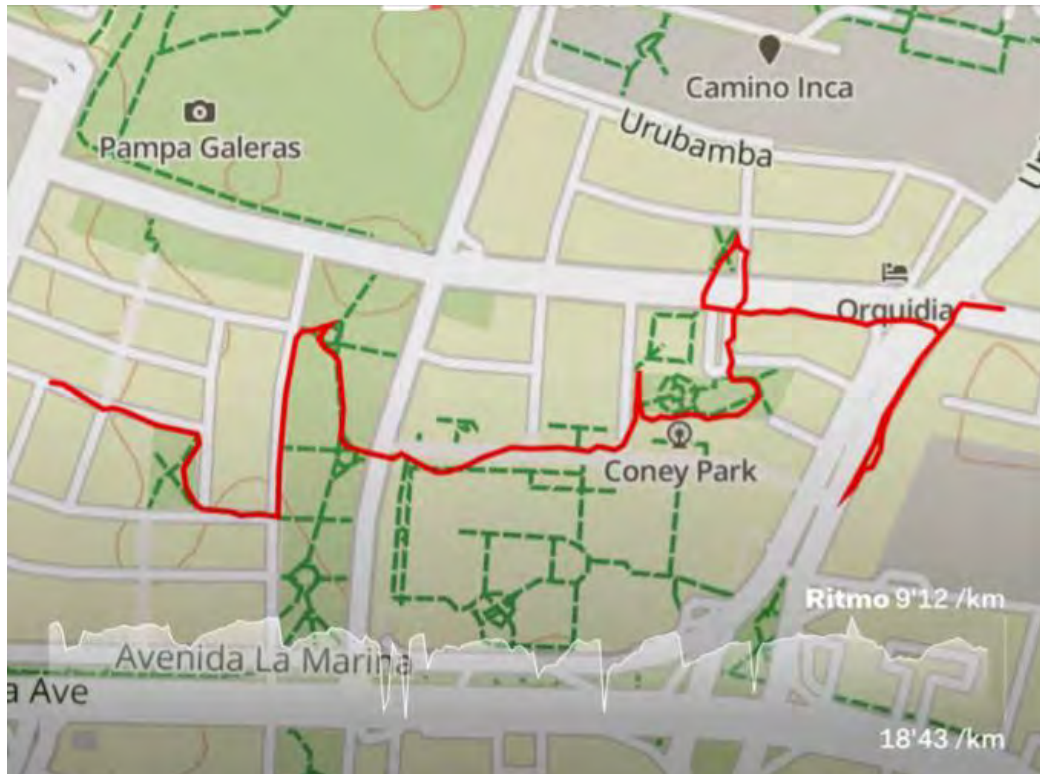 Camino Inca
Pampa Galeras
Urubamba
Orquidia
Coney Park
Ritmo 9'12 /km
Avenida La Marina
a Ave
18'43 /km